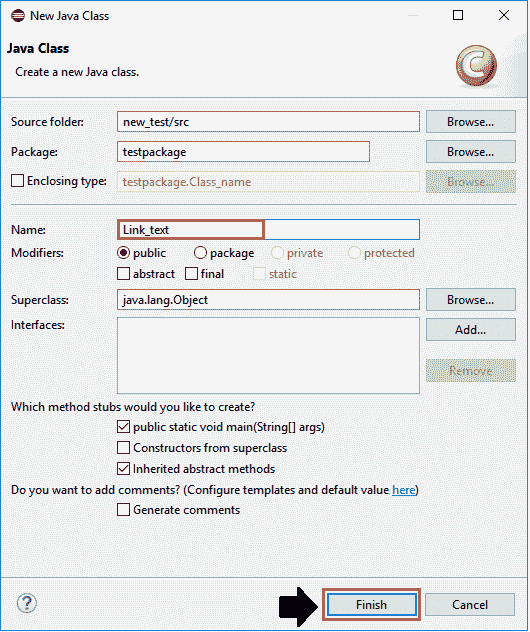 New Java Class
Java Class
Create a new Java class.
Source folder: new_test/src Browse...
Package: testpackage Browse...
Enclosing type: testpackage.Class_name Browse...
Name: Link_text
Modifiers: public package private protected
abstract final static
Superclass: java.lang.Object Browse...
Interfaces: Add...
Remove
Which method stubs would you like to create?
public static void main(String[] args)
Constructors from superclass
Inherited abstract methods
Do you want to add comments? (Configure templates and default value here)
Generate comments
? Finish Cancel